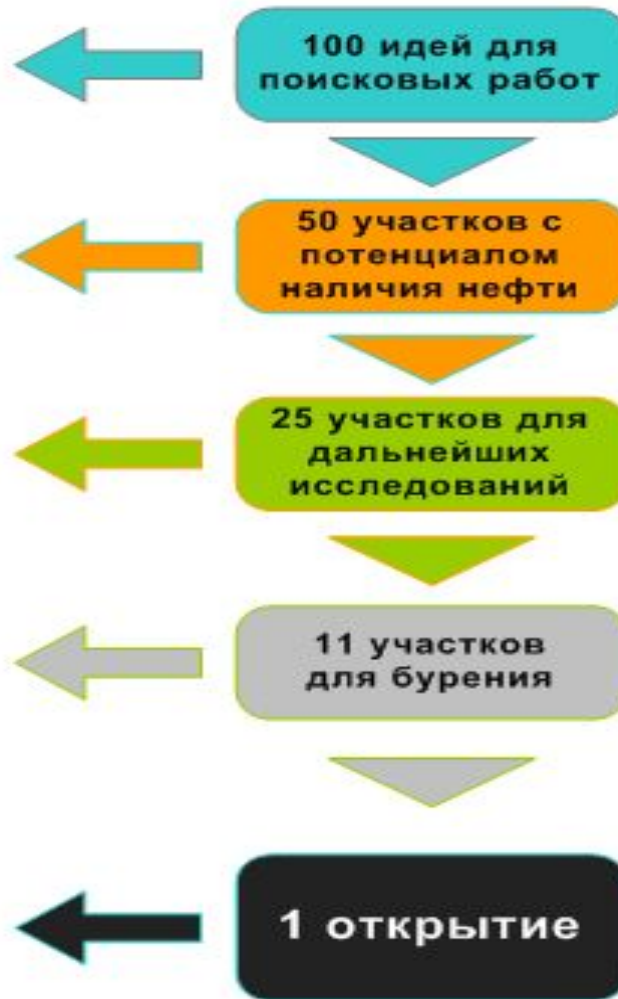 100 идей для
поисковых работ
50 участков с
потенциалом
наличия нефти
25 участков для
дальнейших
исследований
11 участков
для бурения
1 открытие